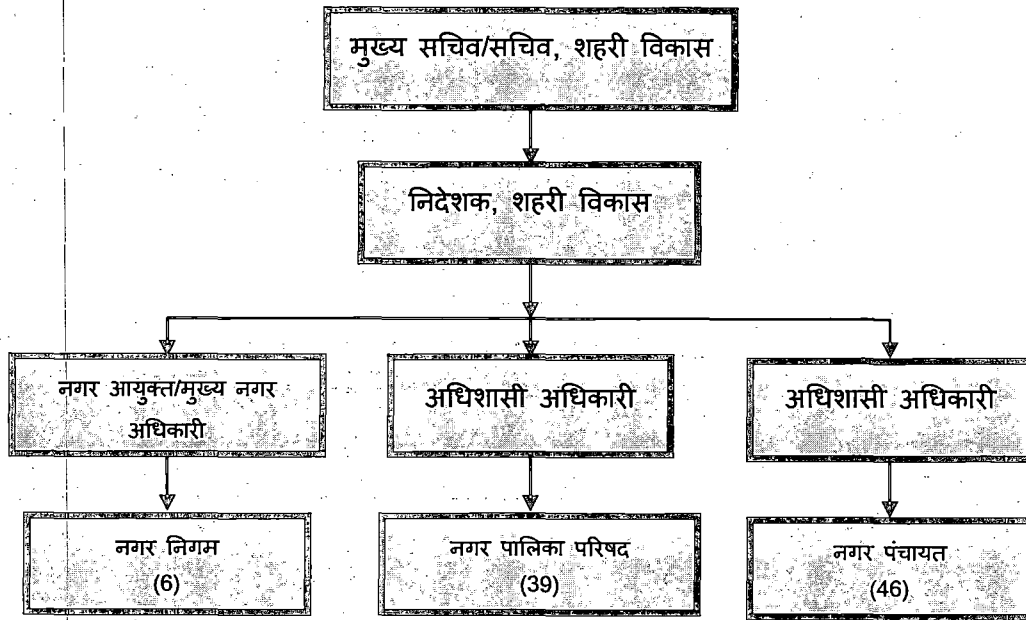 मुख्य सचिव/सचिव, शहरी विकास
निदेशक, शहरी विकास
नगर आयुक्त/मुख्य नगर
अधिकारी
अधिशासी अधिकारी
अधिशासी अधिकारी
नगर निगम
(6)
नगर पालिका परिषद
(39)
नगर पंचायत
(46)